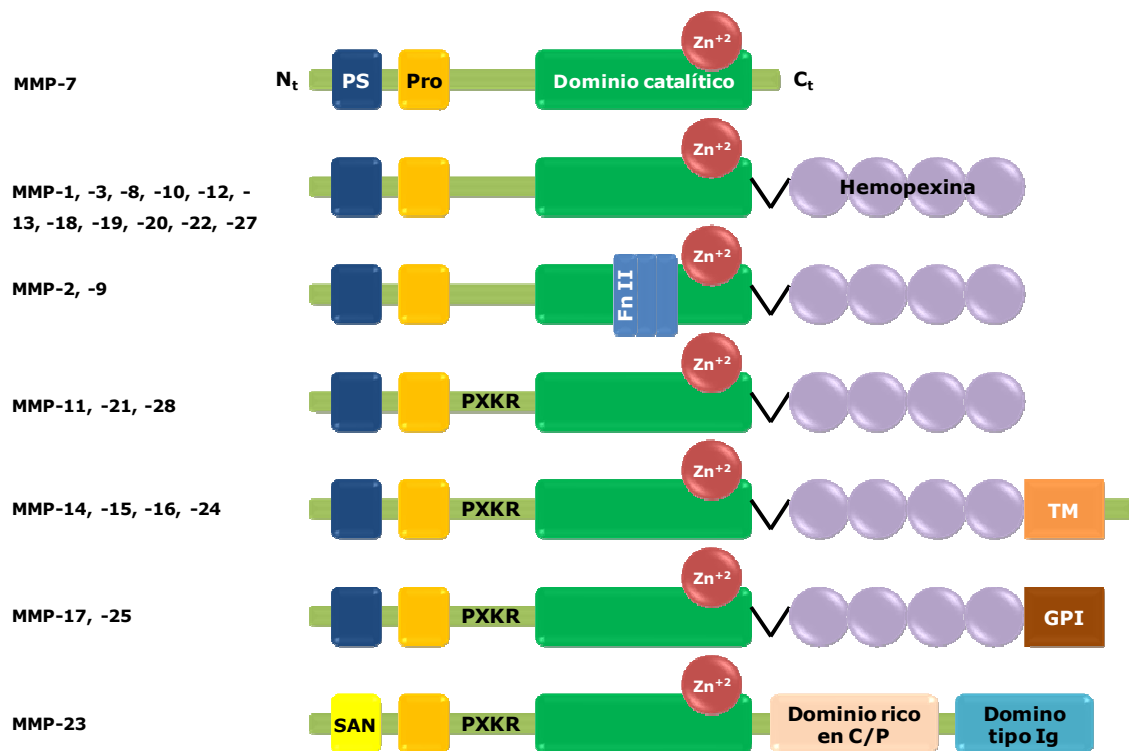 Zn+2
MMP-7
Nt
PS
Pro
Dominio catalítico
Ct
Zn+2
MMP-1, -3, -8, -10, -12, -
13, -18, -19, -20, -22, -27
Hemopexina
Zn+2
MMP-2, -9
Fn II
Zn+2
MMP-11, -21, -28
PXKR
Zn+2
MMP-14, -15, -16, -24
PXKR
TM
Zn+2
MMP-17, -25
PXKR
GPI
Zn+2
MMP-23
SAN
PXKR
Dominio rico
en C/P
Domino
tipo Ig